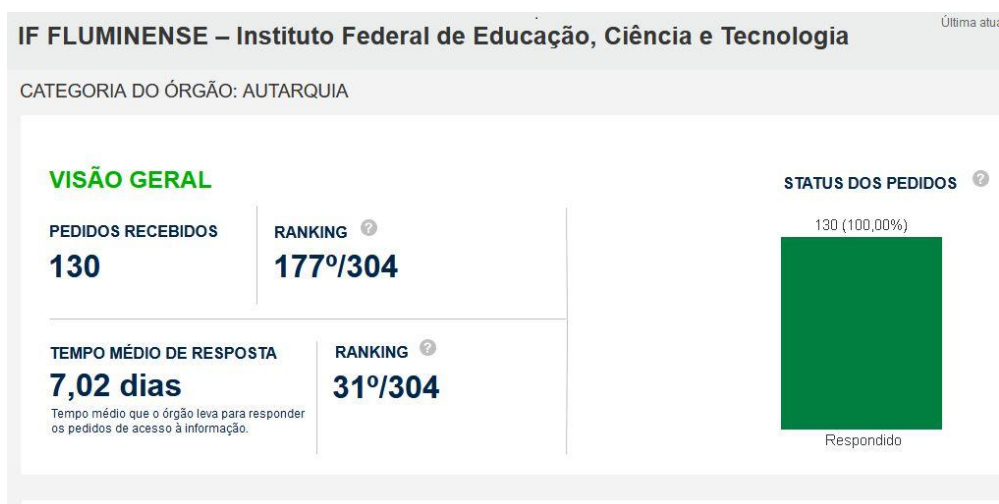 Última
IF FLUMINENSE – Instituto Federal de Educação, Ciência e Tecnologia
CATEGORIA DO ÓRGÃO: AUTARQUIA
VISÃO GERAL
PEDIDOS RECEBIDOS
130
RANKING ?
177º/304
TEMPO MÉDIO DE RESPOSTA
7,02 dias
Tempo médio que o órgão leva para responder
os pedidos de acesso à informação.
RANKING ?
31º/304
STATUS DOS PEDIDOS ?
130 (100,00%)
Respondido